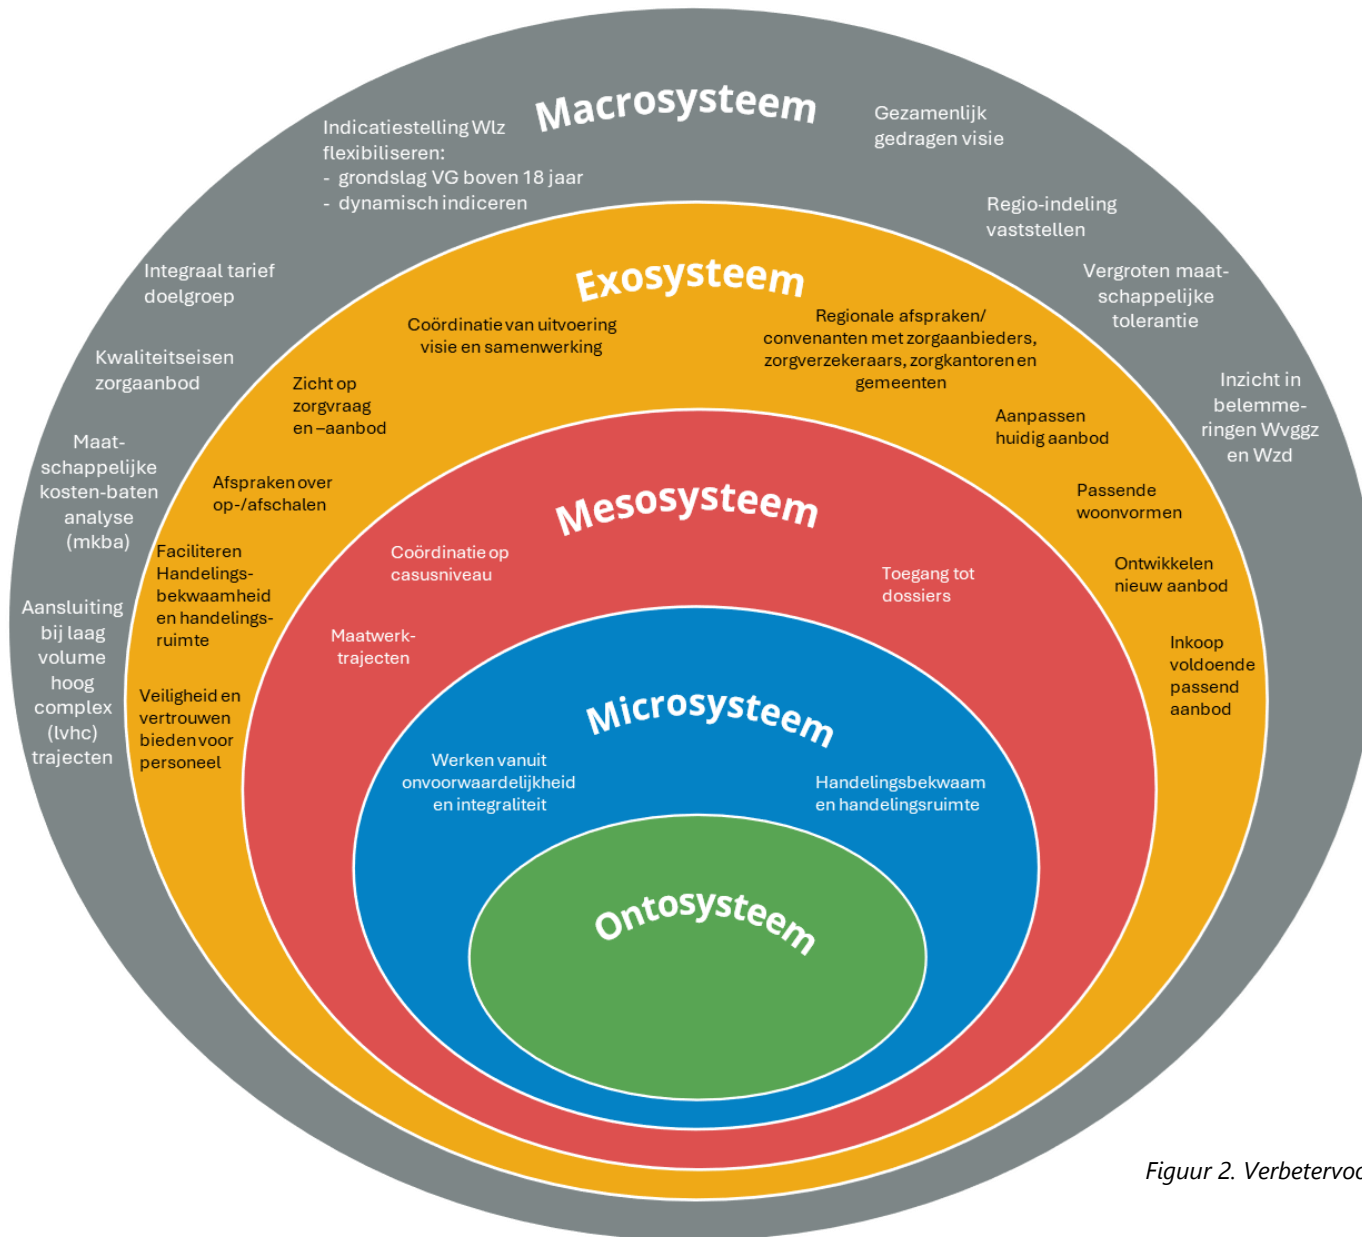 Macrosysteem
Indicatiestelling Wlz
flexibiliseren:
- grondslag VG boven 18 jaar
- dynamisch indiceren
Integraal tarief
doelgroep
Kwaliteitseisen
zorgaanbod
Maat-
schappelijke
kosten-baten
analyse
(mkba)
Aansluiting
bij laag
volume
hoog
complex
(lvhc)
trajecten
Gezamenlijk
gedragen visie
Regio-indeling
vaststellen
Vergroten maat-
schappelijke
tolerantie
Inzicht in
belemme-
ringen Wvggz
en Wzd
Exosysteem
Coördinatie van uitvoering
visie en samenwerking
Zicht op
zorgvraag
en –aanbod
Afspraken over
op-/afschalen
Faciliteren
Handelings-
bekwaamheid
en handelings-
ruimte
Veiligheid en
vertrouwen
bieden voor
personeel
Regionale afspraken/
convenanten met zorgaanbieders,
zorgverzekeraars, zorgkantoren en
gemeenten
Aanpassen
huidig aanbod
Passende
woonvormen
Ontwikkelen
nieuw aanbod
Inkoop
voldoende
passend
aanbod
Mesosysteem
Coördinatie op
casusniveau
Maatwerk-
trajecten
Toegang tot
dossiers
Microsysteem
Werken vanuit
onvoorwaardelijkheid
en integraliteit
Handelingsbekwaam
en handelingsruimte
Ontosysteem
Figuur 2.